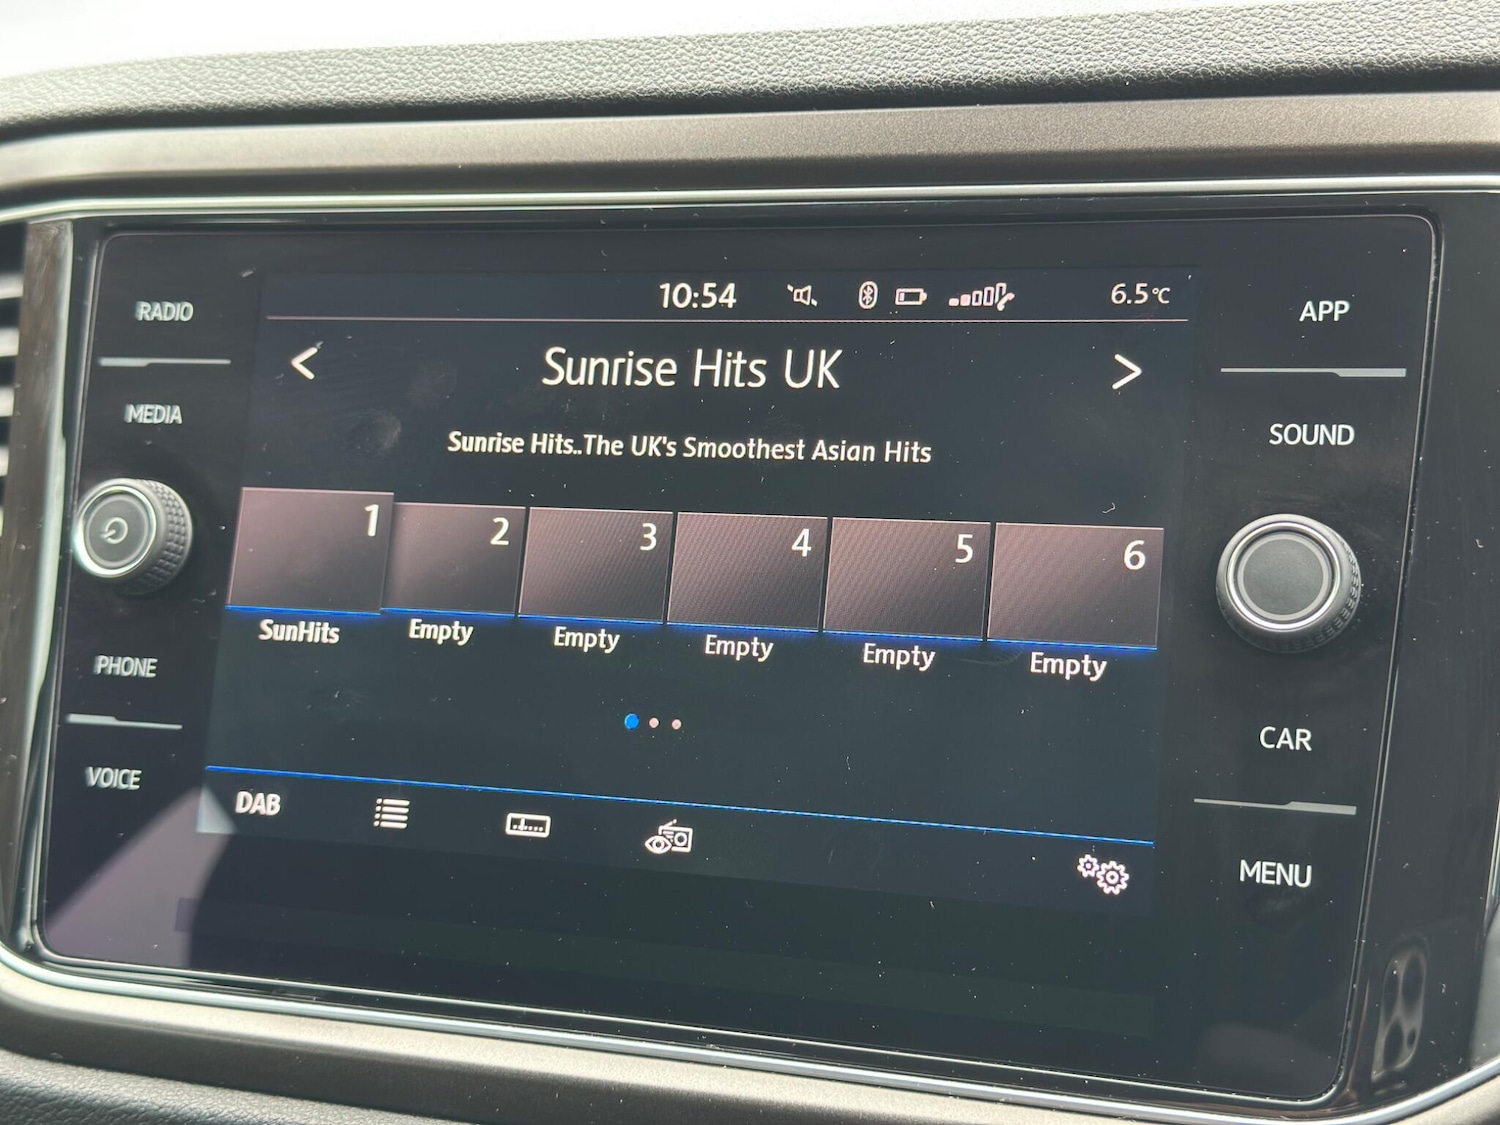 10:54 6.5°C
Sunrise Hits UK
Sunrise Hits..The UK's Smoothest Asian Hits
1 2 3 4 5 6
SunHits Empty Empty Empty Empty Empty
DAB
RADIO
MEDIA
PHONE
VOICE
APP
SOUND
CAR
MENU